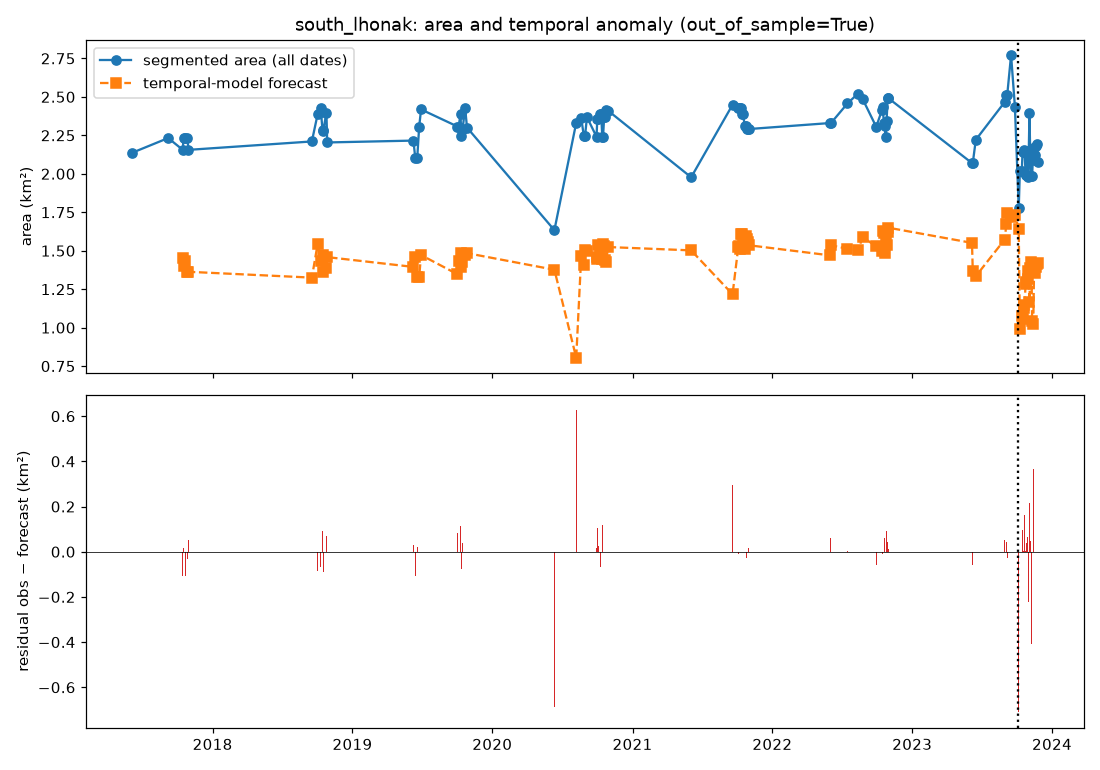 south_lhonak: area and temporal anomaly (out_of_sample=True)
segmented area (all dates)
temporal-model forecast
area (km²)
2.75
2.50
2.25
2.00
1.75
1.50
1.25
1.00
0.75
residual obs − forecast (km²)
0.6
0.4
0.2
0.0
−0.2
−0.4
−0.6
2018 2019 2020 2021 2022 2023 2024